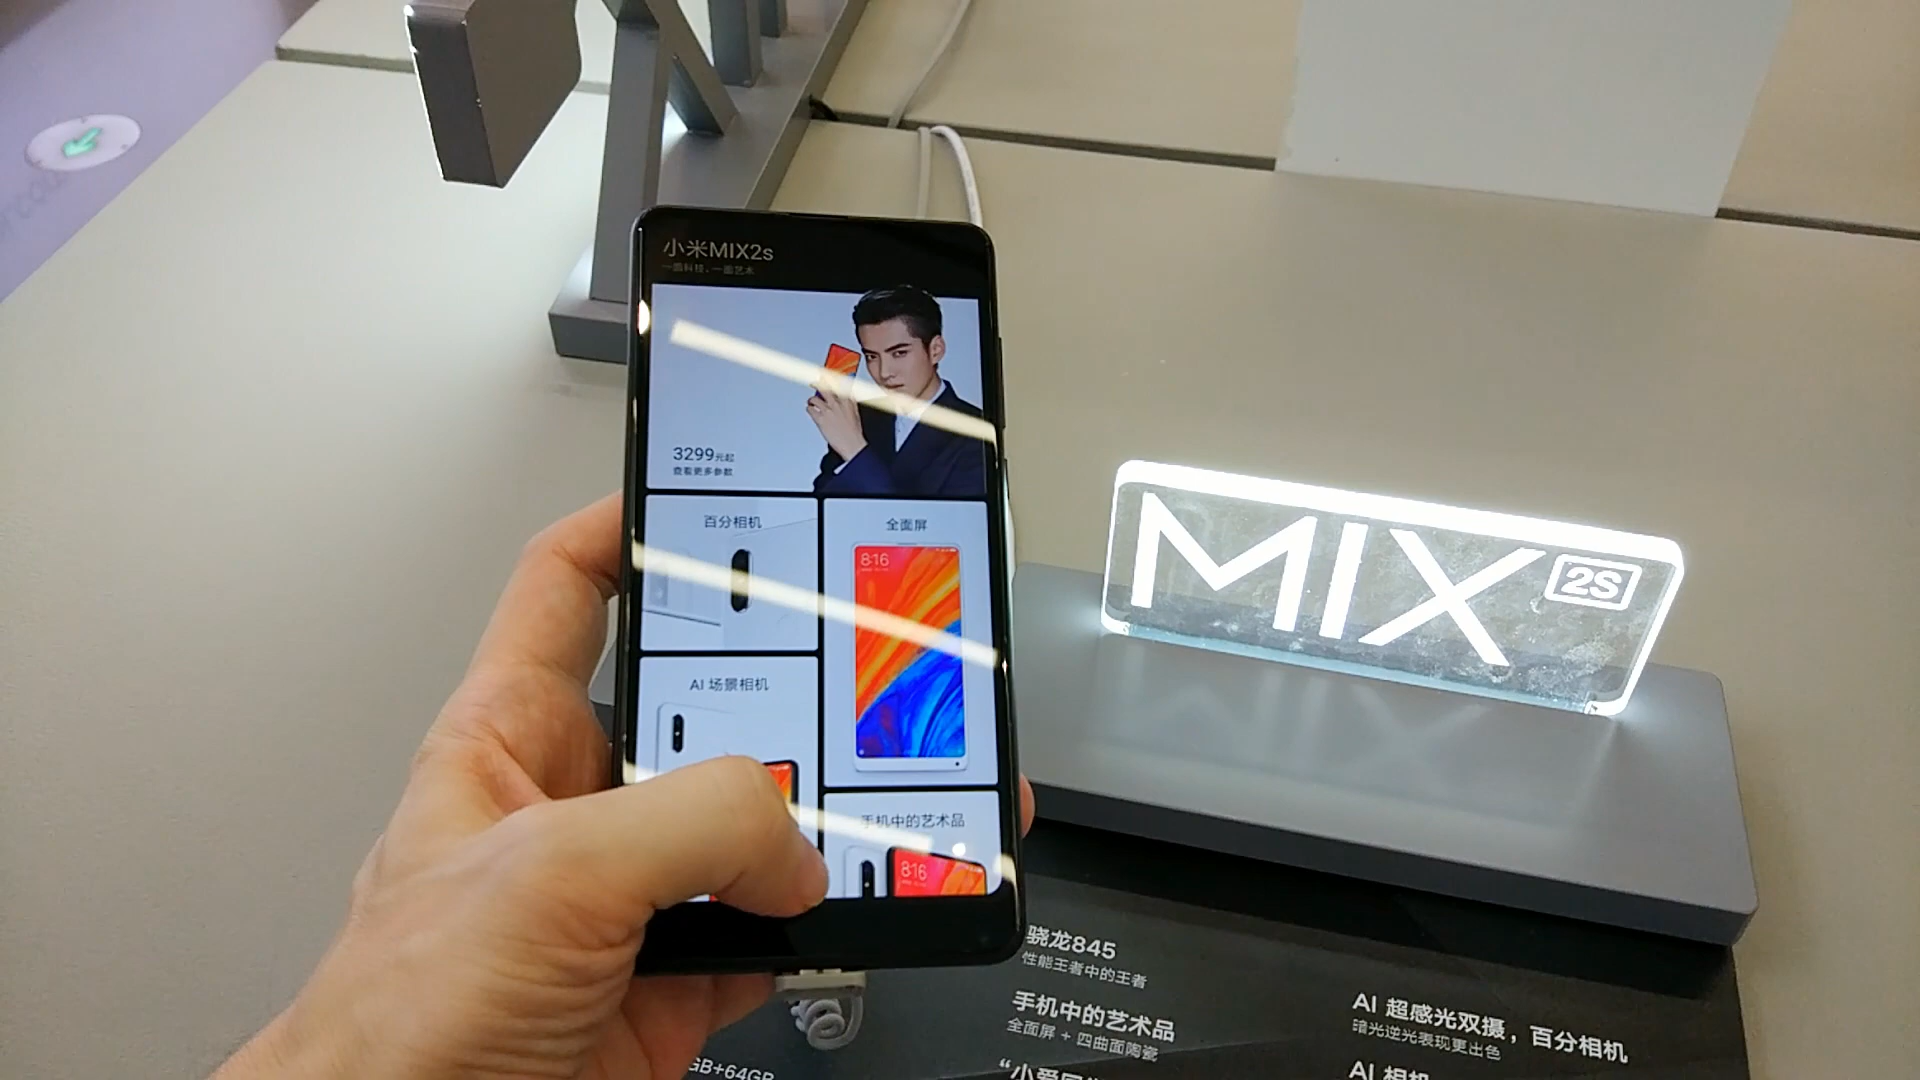 小米MIX2s
一面科技，一面艺术
3299元起
查看更多参数
百分相机
全面屏
8:16
AI 场景相机
手机中的艺术品
8:16
MIX 2S
骁龙845
性能王者中的王者
手机中的艺术品
全面屏 + 四曲面陶瓷
AI 超感光双摄，百分相机
暗光逆光表现更出色
GB+64GB
AI 相机